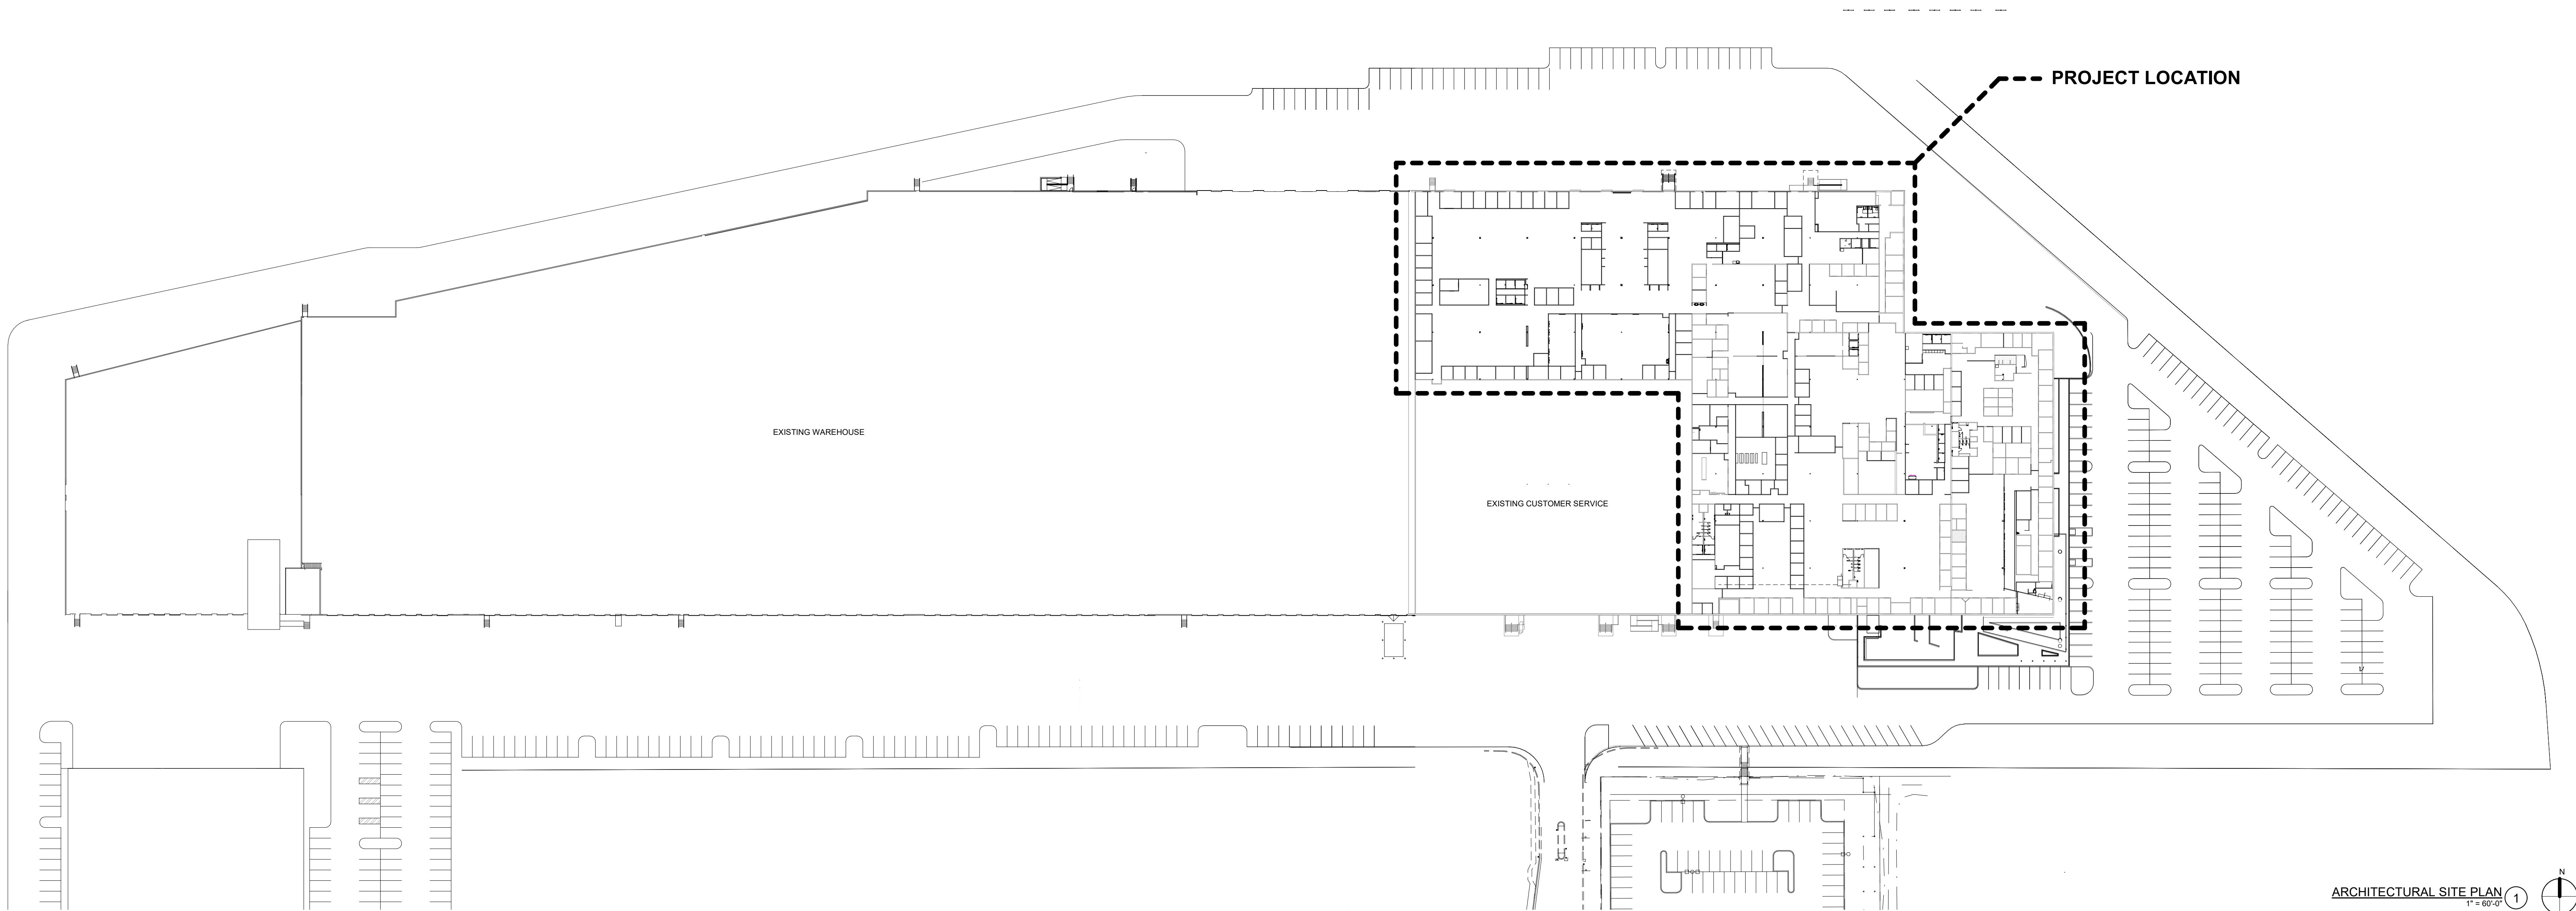 PROJECT LOCATION
EXISTING WAREHOUSE
EXISTING CUSTOMER SERVICE
ARCHITECTURAL SITE PLAN
1" = 60'-0"
1
N